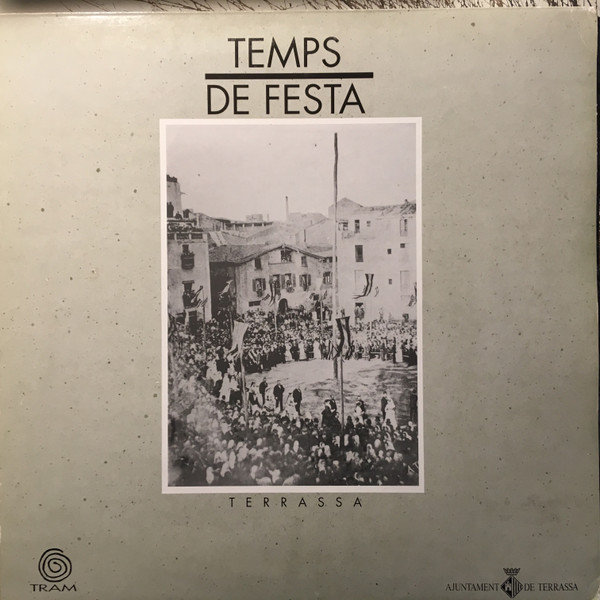 TEMPS
DE FESTA
TERRASSA
TRAM
AJUNTAMENT DE TERRASSA